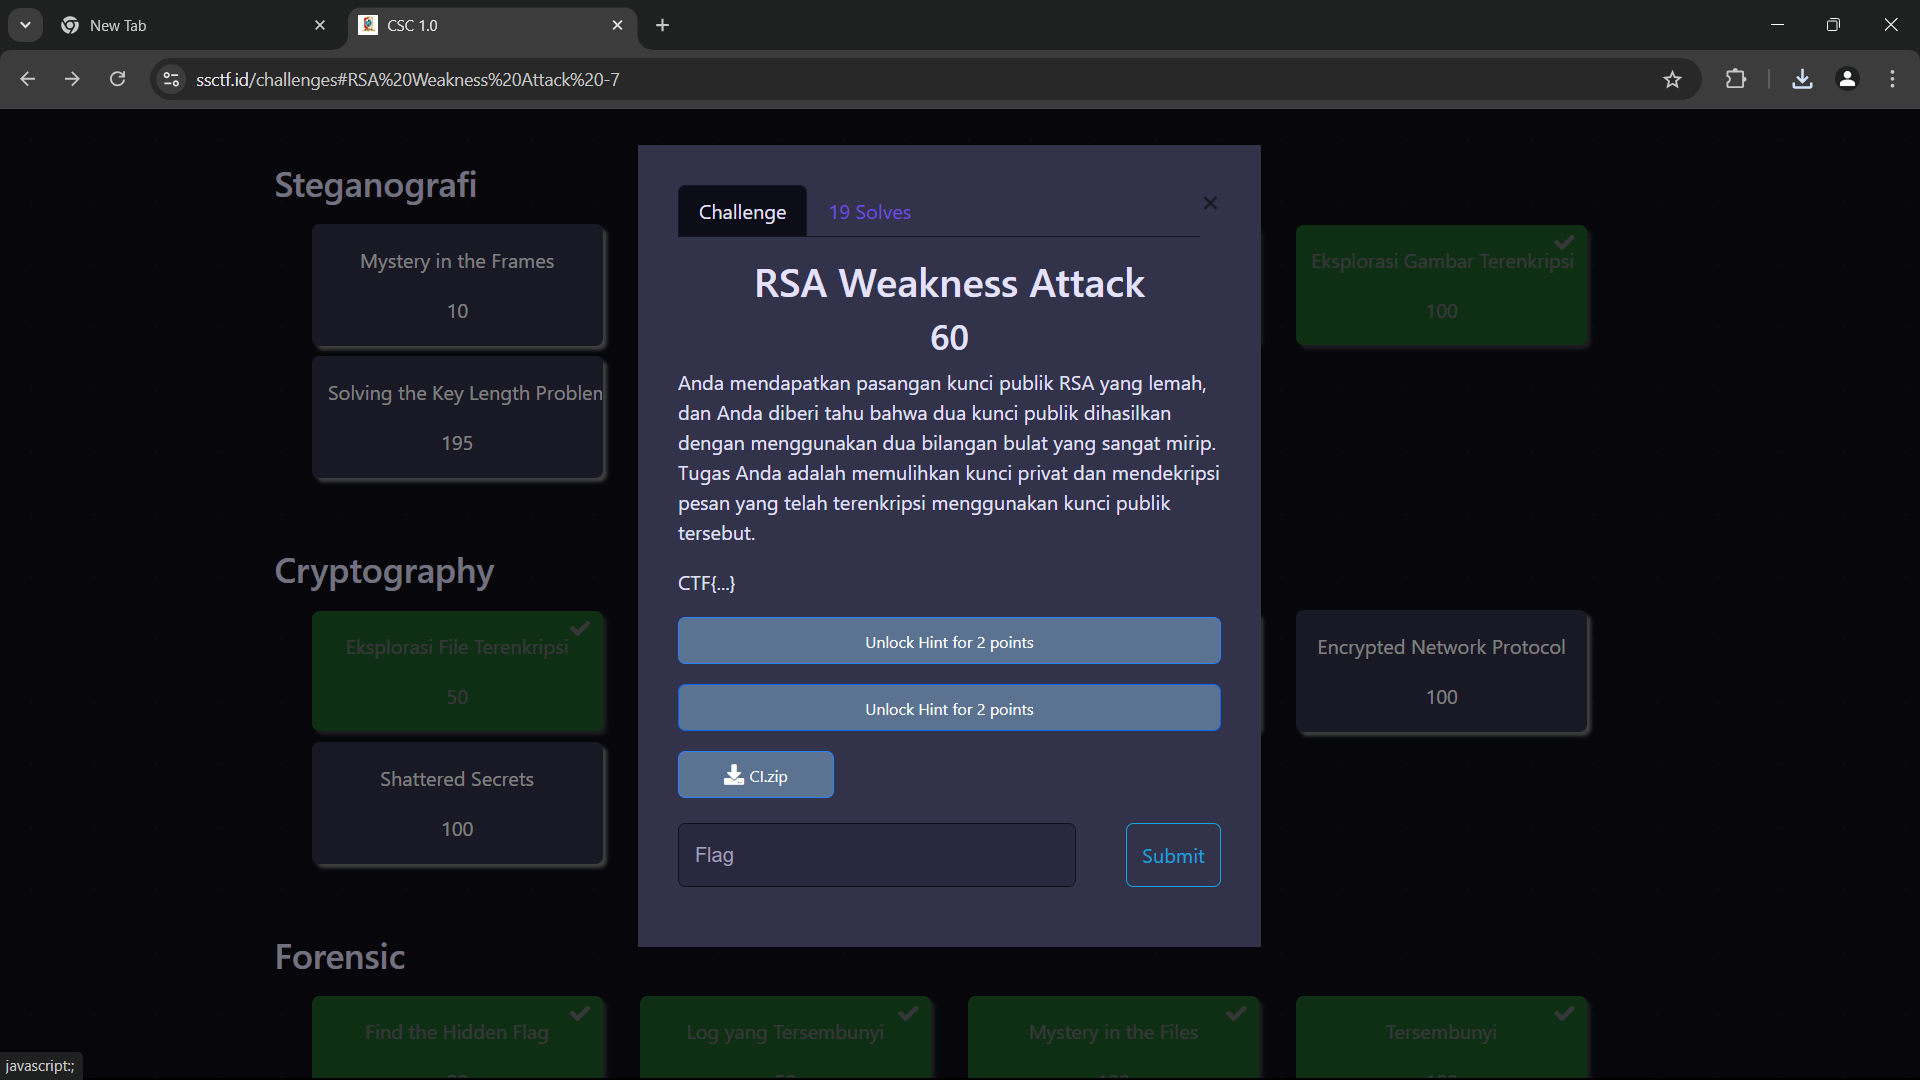 New Tab
CSC 1.0
ssctf.id/challenges#RSA%20Weakness%20Attack%20-7
Steganografi
Mystery in the Frames
10
Solving the Key Length Problem
195
Eksplorasi Gambar Terenkripsi
100
Challenge
19 Solves
RSA Weakness Attack
60
Anda mendapatkan pasangan kunci publik RSA yang lemah,
dan Anda diberi tahu bahwa dua kunci publik dihasilkan
dengan menggunakan dua bilangan bulat yang sangat mirip.
Tugas Anda adalah memulihkan kunci privat dan mendekripsi
pesan yang telah terenkripsi menggunakan kunci publik
tersebut.
CTF{...}
Unlock Hint for 2 points
Unlock Hint for 2 points
CI.zip
Flag
Submit
Cryptography
Eksplorasi File Terenkripsi
50
Encrypted Network Protocol
100
Shattered Secrets
100
Forensic
Find the Hidden Flag
Log yang Tersembunyi
Mystery in the Files
Tersembunyi
javascript:;